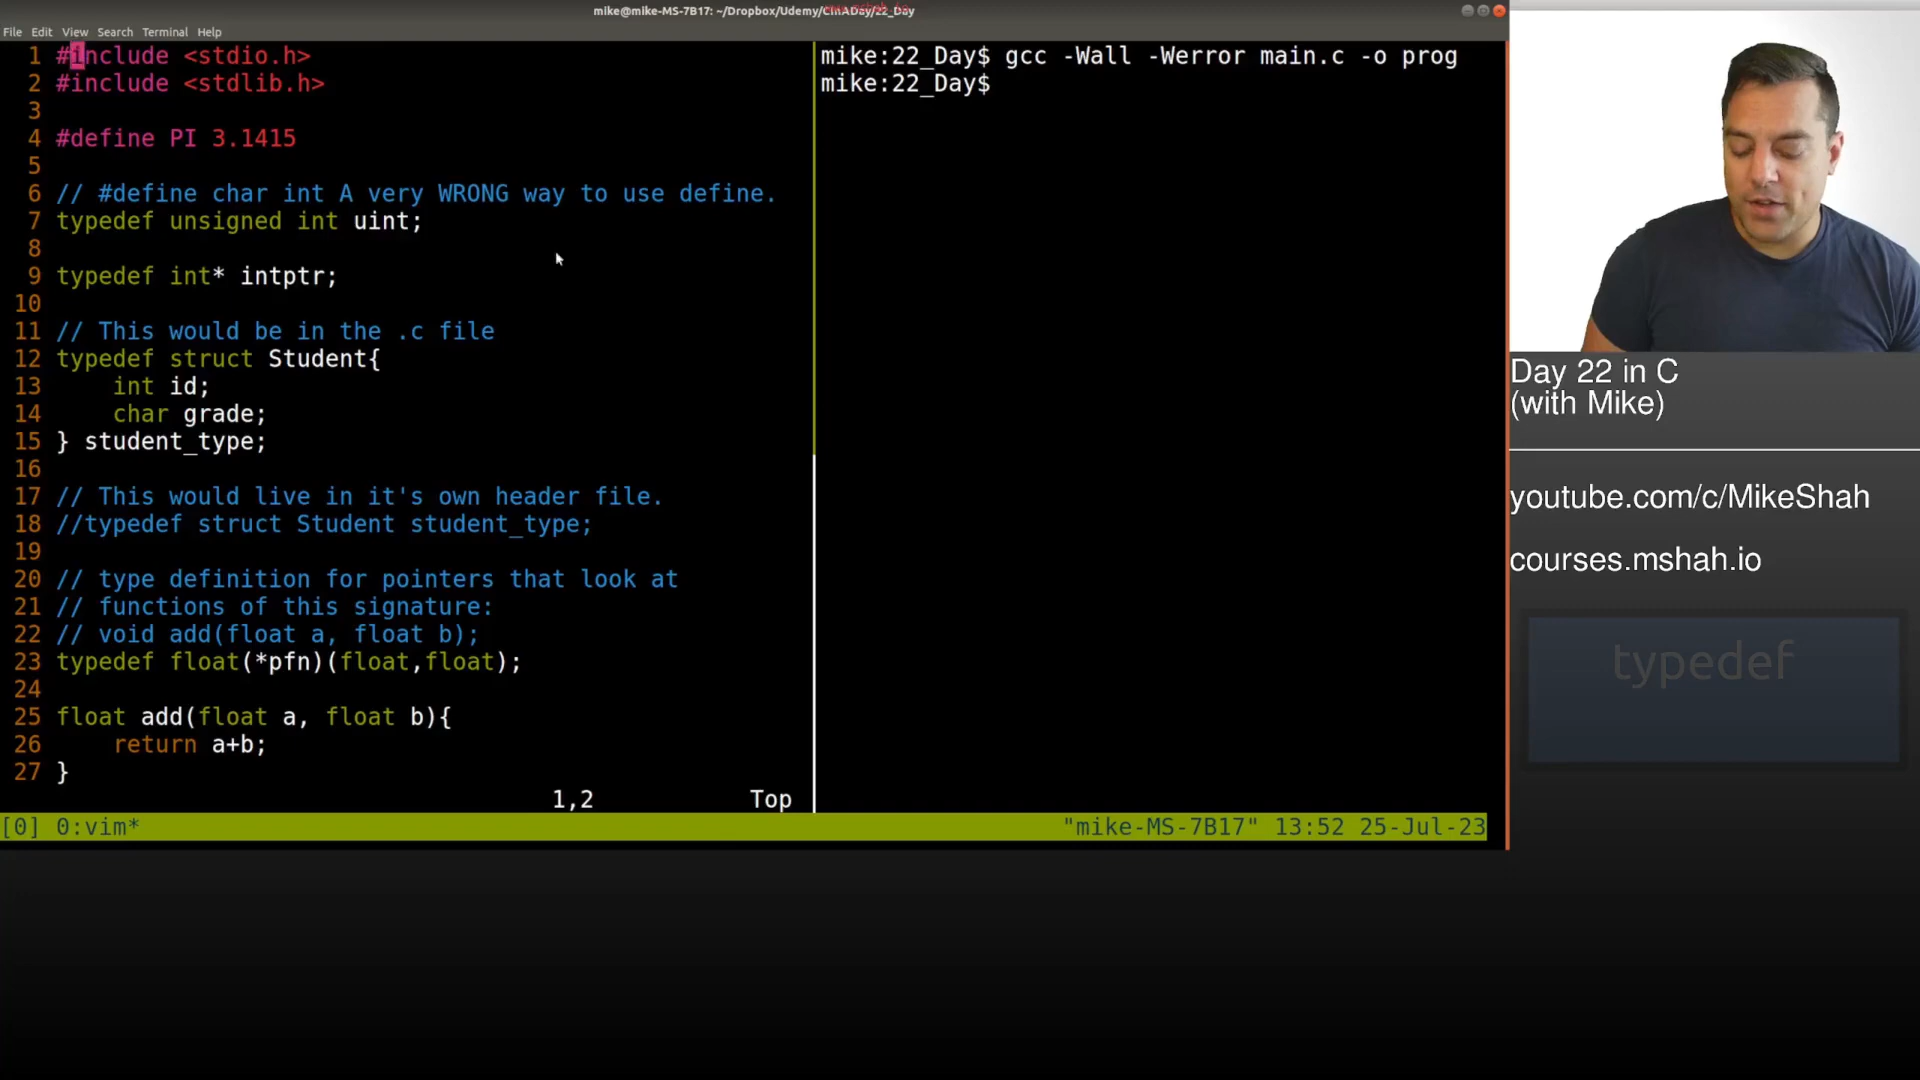 mike@mike-MS-7B17: ~/Dropbox/Udemy/CInADay/22_Day
File Edit View Search Terminal Help
1 #include <stdio.h>
2 #include <stdlib.h>
3
4 #define PI 3.1415
5
6 // #define char int A very WRONG way to use define.
7 typedef unsigned int uint;
8
9 typedef int* intptr;
10
11 // This would be in the .c file
12 typedef struct Student{
13     int id;
14     char grade;
15 } student_type;
16
17 // This would live in it's own header file.
18 //typedef struct Student student_type;
19
20 // type definition for pointers that look at
21 // functions of this signature:
22 // void add(float a, float b);
23 typedef float(*pfn)(float,float);
24
25 float add(float a, float b){
26     return a+b;
27 }
1,2 Top
mike:22_Day$ gcc -Wall -Werror main.c -o prog
mike:22_Day$
[0] 0:vim* "mike-MS-7B17" 13:52 25-Jul-23
Day 22 in C
(with Mike)
youtube.com/c/MikeShah
courses.mshah.io
typedef